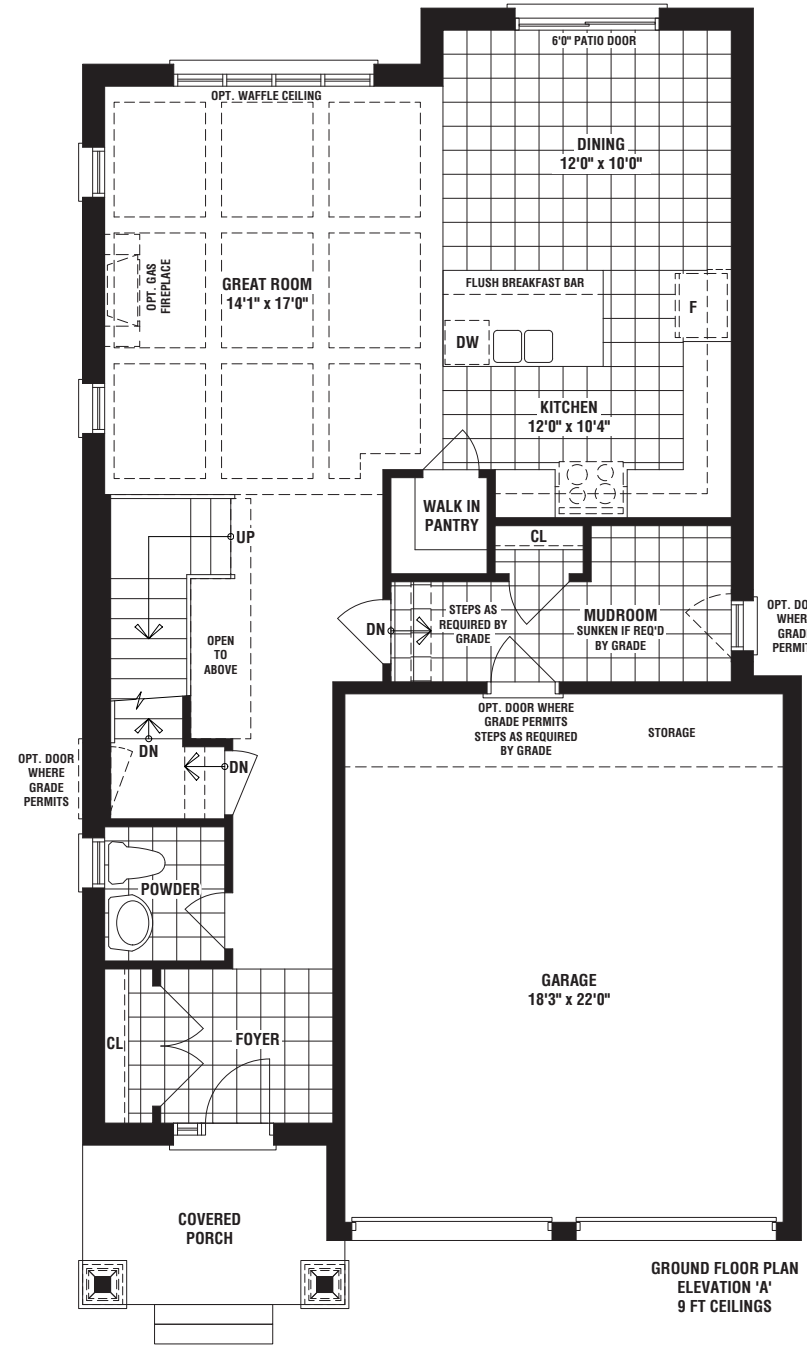 6'0" PATIO DOOR
OPT. WAFFLE CEILING
DINING
12'0" x 10'0"
GREAT ROOM
14'1" x 17'0"
OPT. GAS
FIREPLACE
FLUSH BREAKFAST BAR
F
DW
KITCHEN
12'0" x 10'4"
WALK IN
PANTRY
CL
UP
OPEN
TO
ABOVE
DN
STEPS AS
REQUIRED BY
GRADE
MUDROOM
SUNKEN IF REQ'D
BY GRADE
OPT.
WHERE
OPT. DOOR WHERE
GRADE PERMITS
STEPS AS REQUIRED
BY GRADE
STORAGE
DN
DN
OPT. DOOR
WHERE
GRADE
PERMITS
POWDER
GARAGE
18'3" x 22'0"
CL
FOYER
COVERED
PORCH
GROUND FLOOR PLAN
ELEVATION 'A'
9 FT CEILINGS